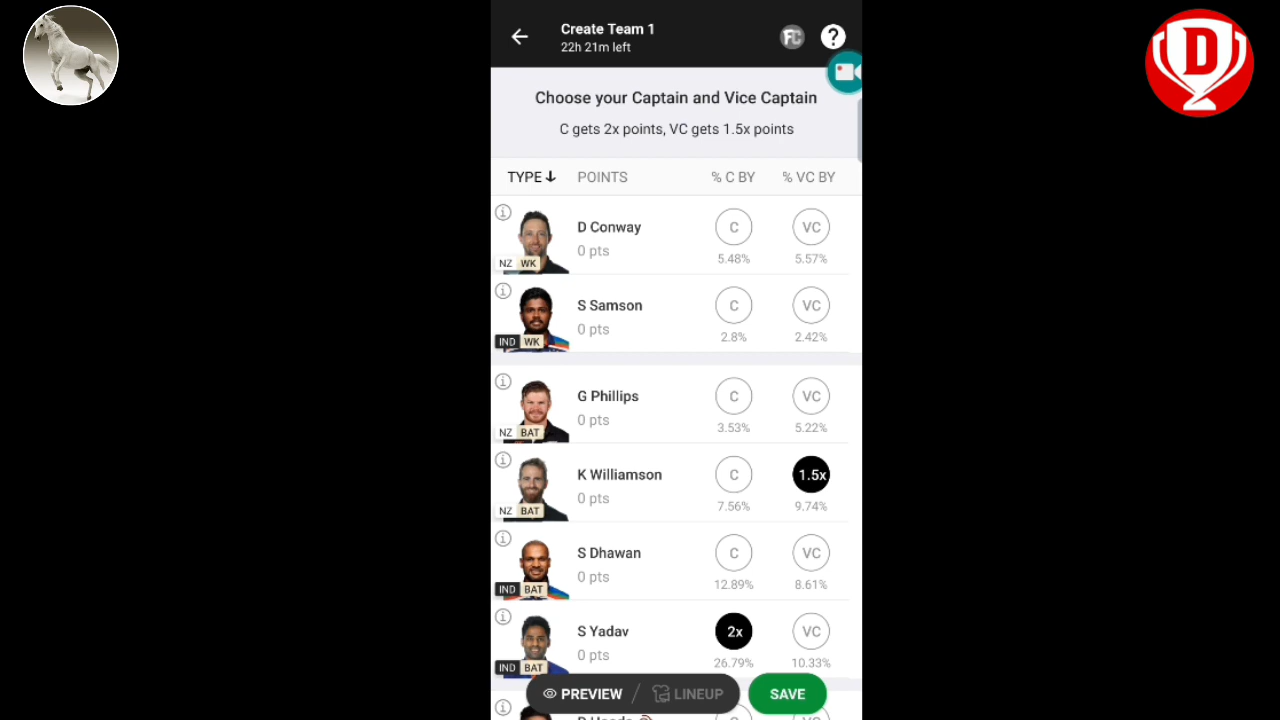 Create Team 1
22h 21m left
FC
?
D
Choose your Captain and Vice Captain
C gets 2x points, VC gets 1.5x points
TYPE POINTS % C BY % VC BY
D Conway
0 pts
NZ WK
C
5.48%
VC
5.57%
S Samson
0 pts
IND WK
C
2.8%
VC
2.42%
G Phillips
0 pts
NZ BAT
C
3.53%
VC
5.22%
K Williamson
0 pts
NZ BAT
C
7.56%
1.5x
9.74%
S Dhawan
0 pts
IND BAT
C
12.89%
VC
8.61%
S Yadav
0 pts
IND BAT
2x
26.79%
VC
10.33%
PREVIEW / LINEUP
SAVE